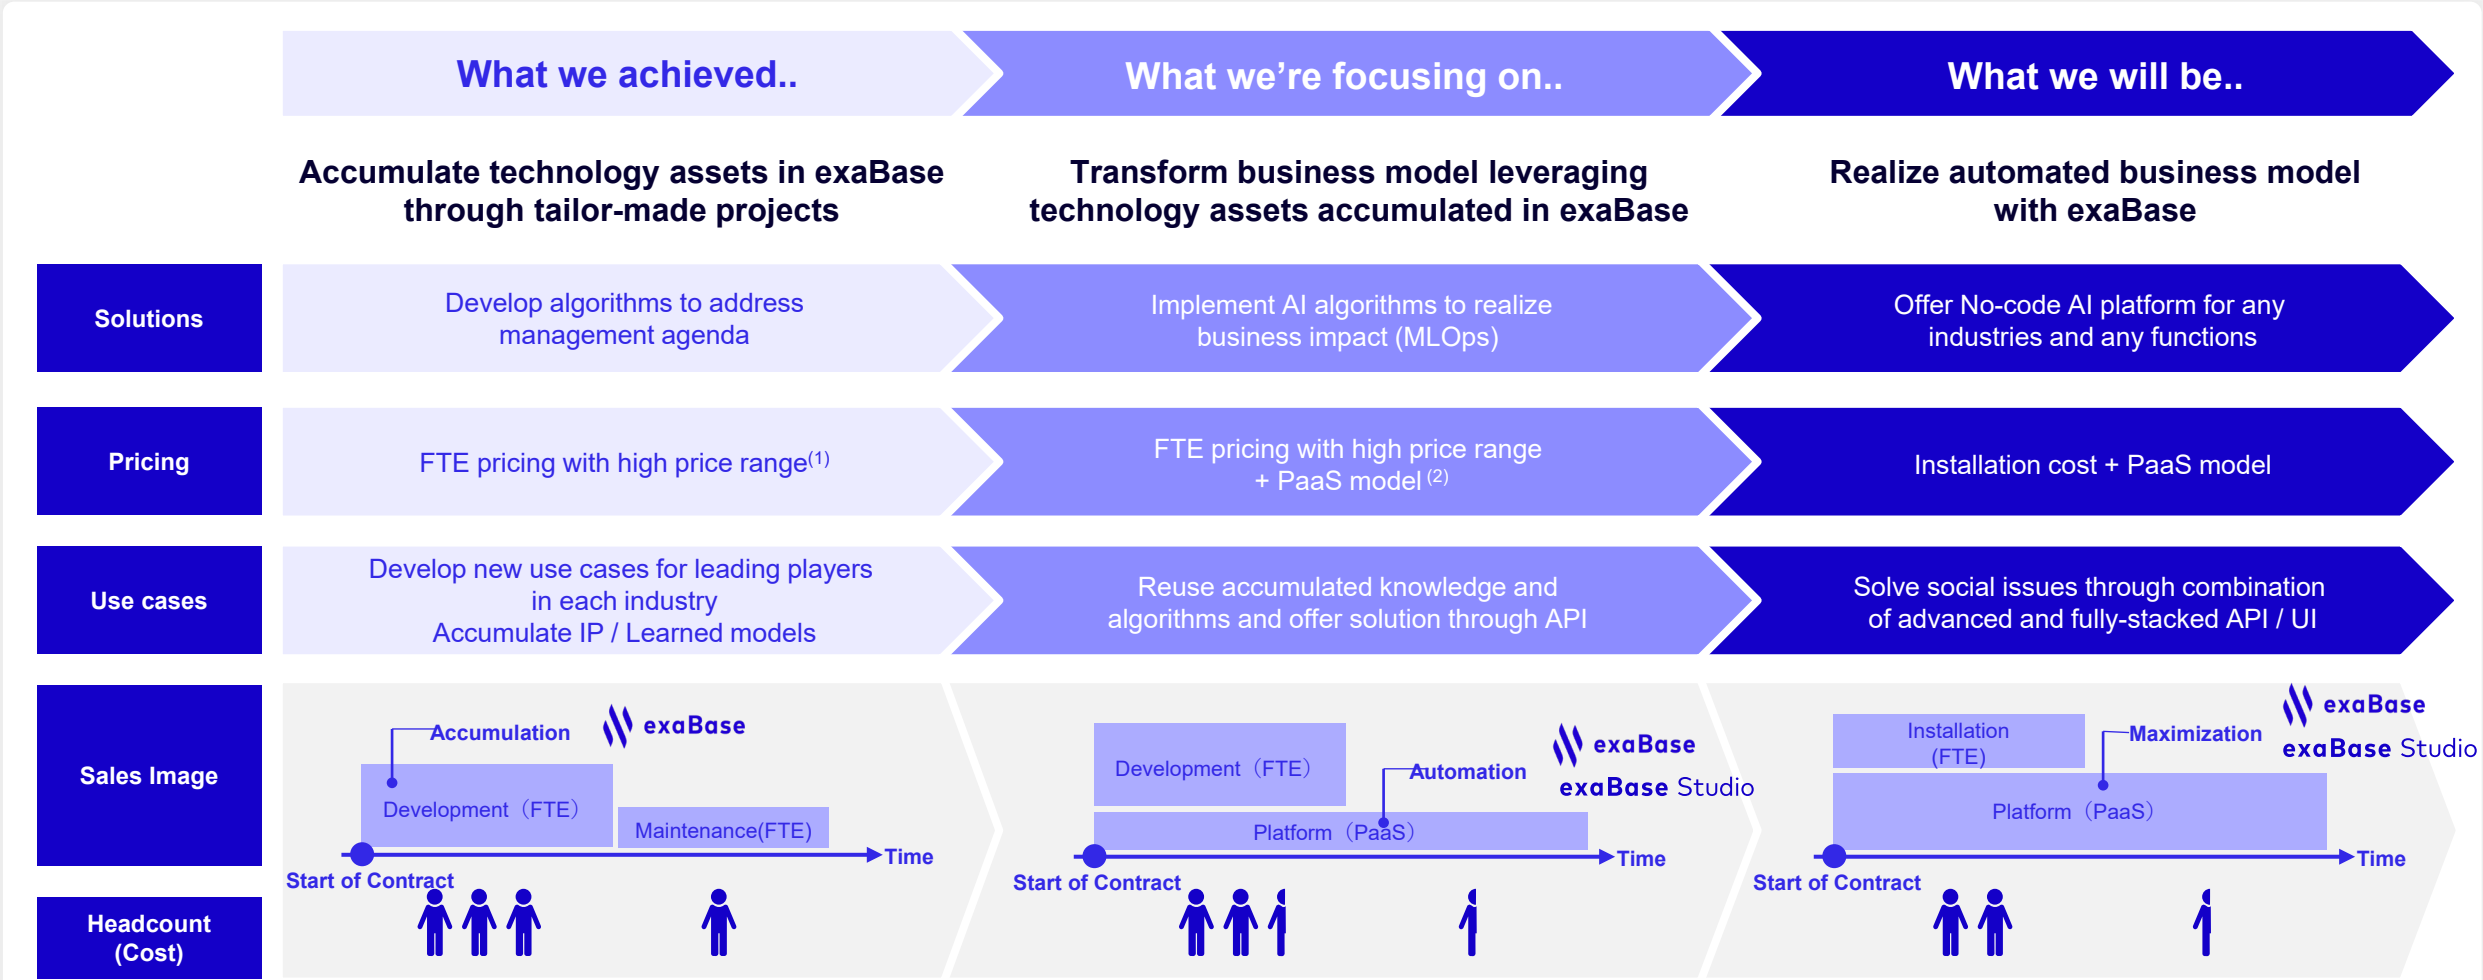 What we achieved..
What we're focusing on..
What we will be..
Accumulate technology assets in exaBase
through tailor-made projects
Transform business model leveraging
technology assets accumulated in exaBase
Realize automated business model
with exaBase
Solutions
Develop algorithms to address
management agenda
Implement AI algorithms to realize
business impact (MLOps)
Offer No-code AI platform for any
industries and any functions
Pricing
FTE pricing with high price range(1)
FTE pricing with high price range
+ PaaS model (2)
Installation cost + PaaS model
Use cases
Develop new use cases for leading players
in each industry
Accumulate IP / Learned models
Reuse accumulated knowledge and
algorithms and offer solution through API
Solve social issues through combination
of advanced and fully-stacked API / UI
Sales Image
Accumulation
exaBase
Development（FTE）
Maintenance(FTE)
Time
Start of Contract
Development（FTE）
Automation
exaBase
exaBase Studio
Platform（PaaS）
Time
Start of Contract
Installation
(FTE)
Maximization
exaBase
exaBase Studio
Platform（PaaS）
Time
Start of Contract
Headcount
(Cost)